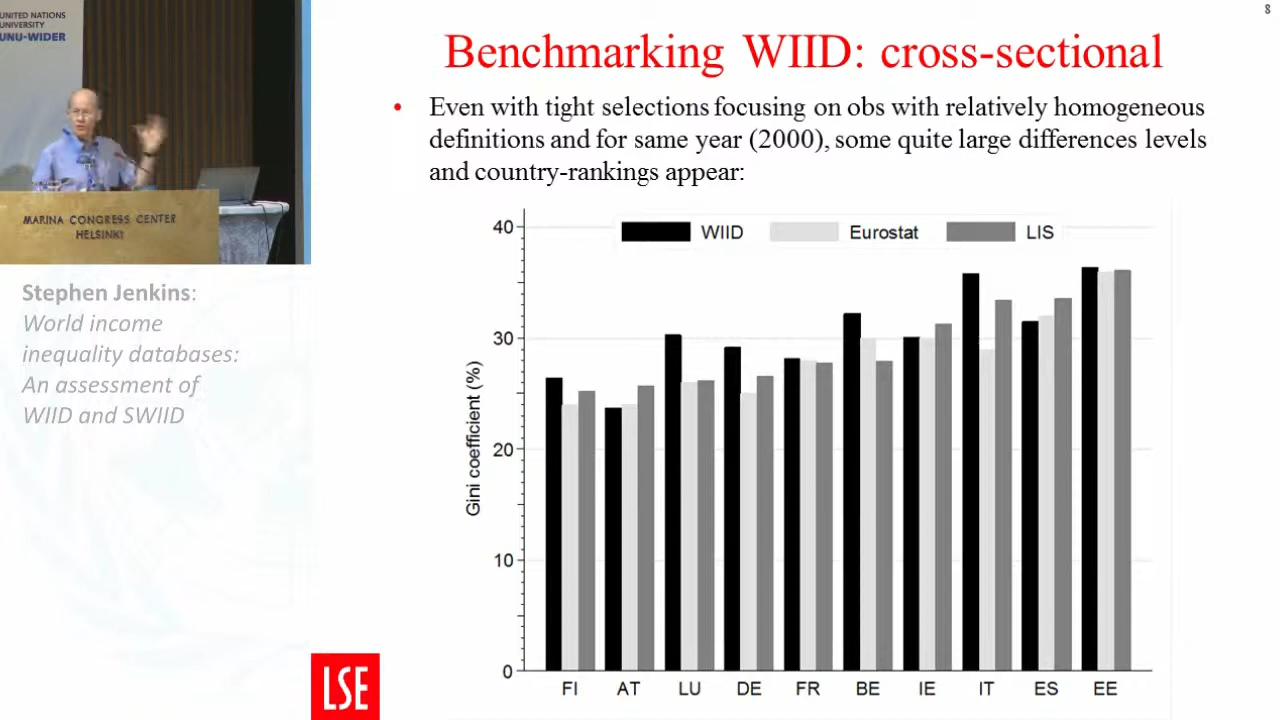 8
UNITED NATIONS
UNIVERSITY
UNU-WIDER
MARINA CONGRESS CENTER
HELSINKI
Stephen Jenkins:
World income
inequality databases:
An assessment of
WIID and SWIID
LSE
Benchmarking WIID: cross-sectional
• Even with tight selections focusing on obs with relatively homogeneous
definitions and for same year (2000), some quite large differences levels
and country-rankings appear:
WIID Eurostat LIS
Gini coefficient (%)
40
30
20
10
0
FI AT LU DE FR BE IE IT ES EE